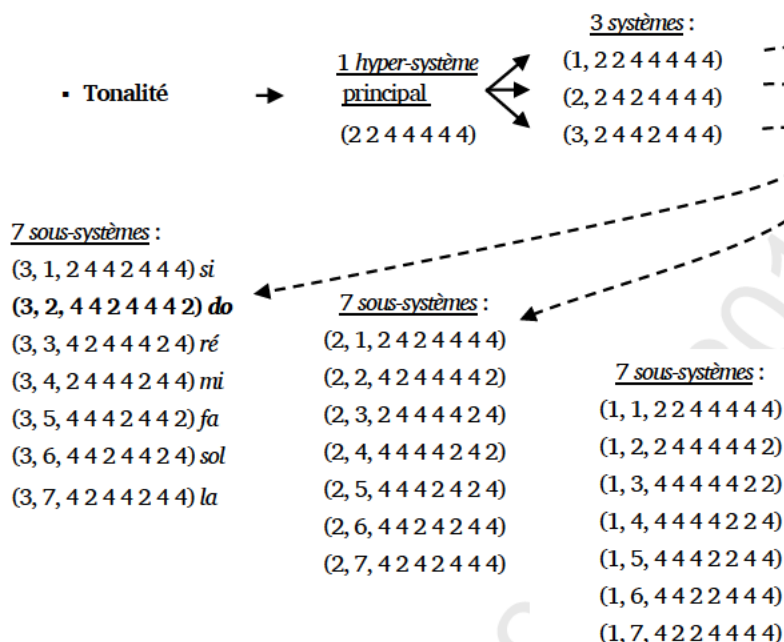 ▪ Tonalité
1 hyper-système
principal
(2 2 4 4 4 4 4)
3 systèmes :
(1, 2 2 4 4 4 4 4)
(2, 2 4 2 4 4 4 4)
(3, 2 4 4 2 4 4 4)
7 sous-systèmes :
(3, 1, 2 4 4 2 4 4 4) si
(3, 2, 4 4 2 4 4 4 2) do
(3, 3, 4 2 4 4 4 2 4) ré
(3, 4, 2 4 4 4 2 4 4) mi
(3, 5, 4 4 4 2 4 4 2) fa
(3, 6, 4 4 2 4 4 2 4) sol
(3, 7, 4 2 4 4 2 4 4) la
7 sous-systèmes :
(2, 1, 2 4 2 4 4 4 4)
(2, 2, 4 2 4 4 4 4 2)
(2, 3, 2 4 4 4 4 2 4)
(2, 4, 4 4 4 4 2 4 2)
(2, 5, 4 4 4 2 4 2 4)
(2, 6, 4 4 2 4 2 4 4)
(2, 7, 4 2 4 2 4 4 4)
7 sous-systèmes :
(1, 1, 2 2 4 4 4 4 4)
(1, 2, 2 4 4 4 4 4 2)
(1, 3, 4 4 4 4 4 2 2)
(1, 4, 4 4 4 4 2 2 4)
(1, 5, 4 4 4 2 2 4 4)
(1, 6, 4 4 2 2 4 4 4)
(1, 7, 4 2 2 4 4 4 4)